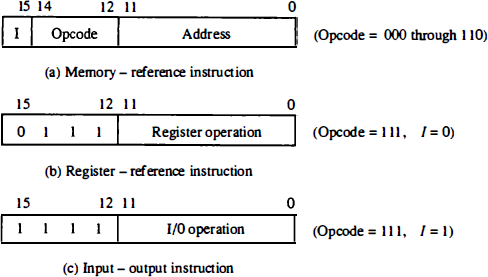 15 14 12 11 0
I Opcode Address (Opcode = 000 through 110)
(a) Memory – reference instruction
15 12 11 0
0 1 1 1 Register operation (Opcode = 111, I = 0)
(b) Register – reference instruction
15 12 11 0
1 1 1 1 I/0 operation (Opcode = 111, I = 1)
(c) Input – output instruction